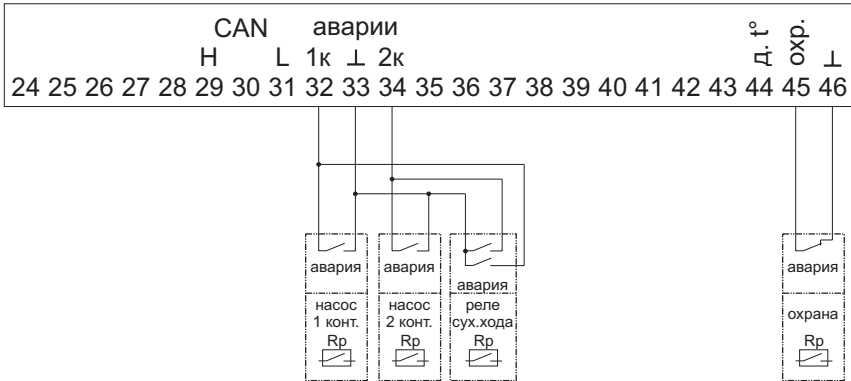 CAN аварии
H L 1к ⊥ 2к д. t° охр. ⊥
24 25 26 27 28 29 30 31 32 33 34 35 36 37 38 39 40 41 42 43 44 45 46
авария авария авария
авария
насос насос реле охрана
1 конт. 2 конт. сух.хода
Rp Rp Rp Rp